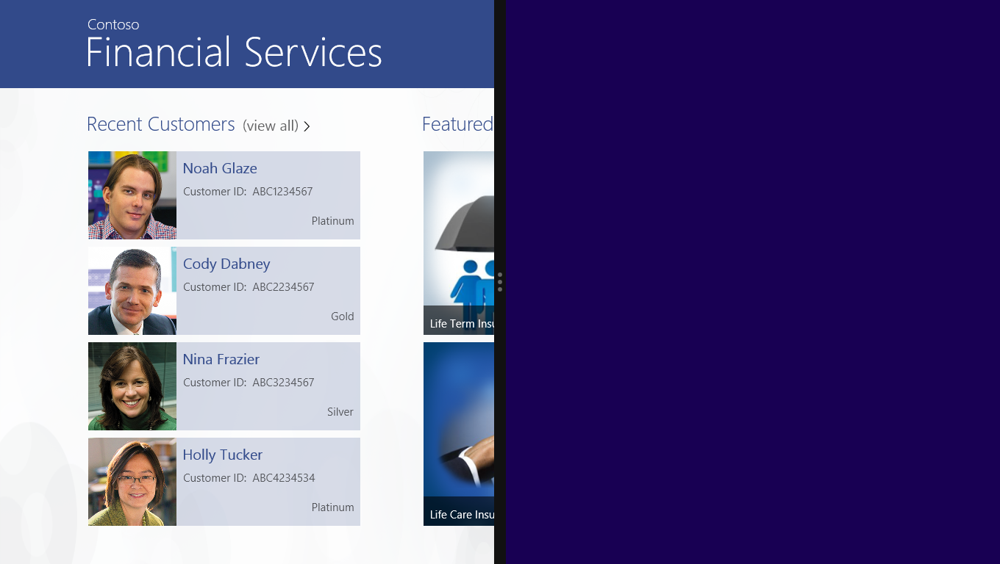 Contoso
Financial Services
Recent Customers (view all)
Noah Glaze
Customer ID: ABC1234567
Platinum
Cody Dabney
Customer ID: ABC2234567
Gold
Nina Frazier
Customer ID: ABC3234567
Silver
Holly Tucker
Customer ID: ABC4234534
Platinum
Featured
Life Term Insu
Life Care Insu